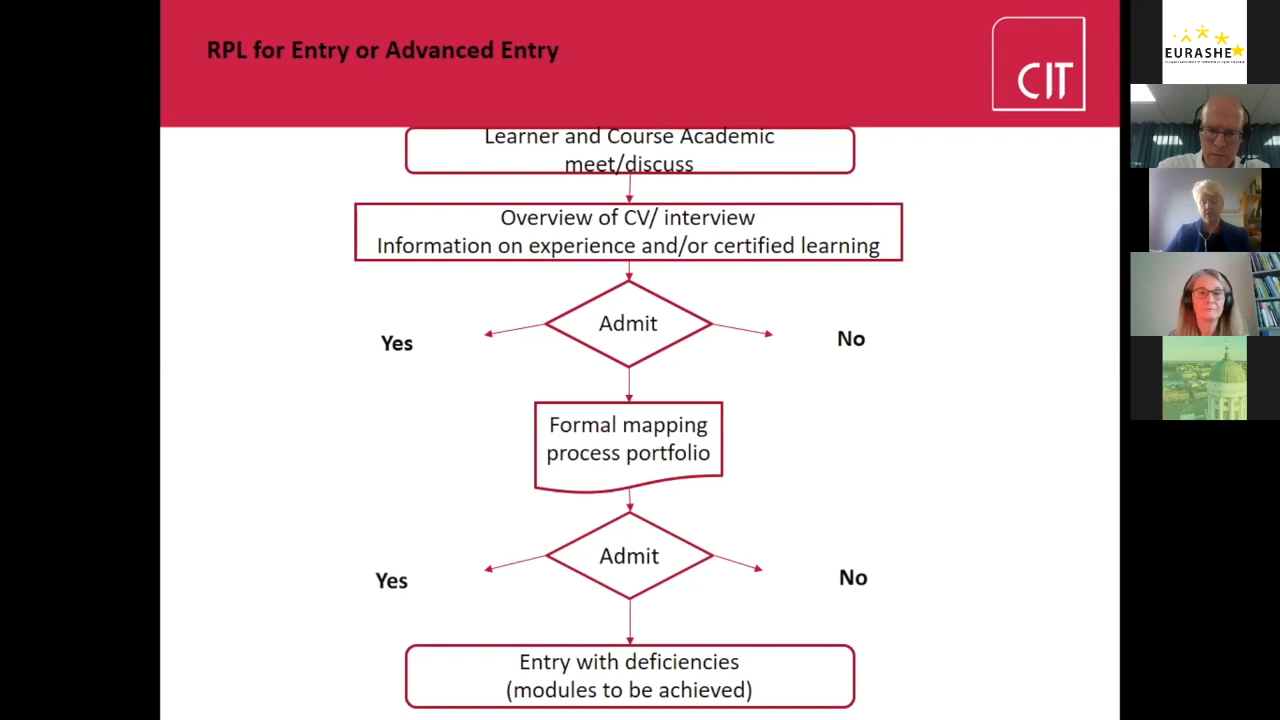 RPL for Entry or Advanced Entry
CIT
Learner and Course Academic
meet/discuss
Overview of CV/ interview
Information on experience and/or certified learning
Admit
Yes
No
Formal mapping
process portfolio
Admit
Yes
No
Entry with deficiencies
(modules to be achieved)
EURASHE